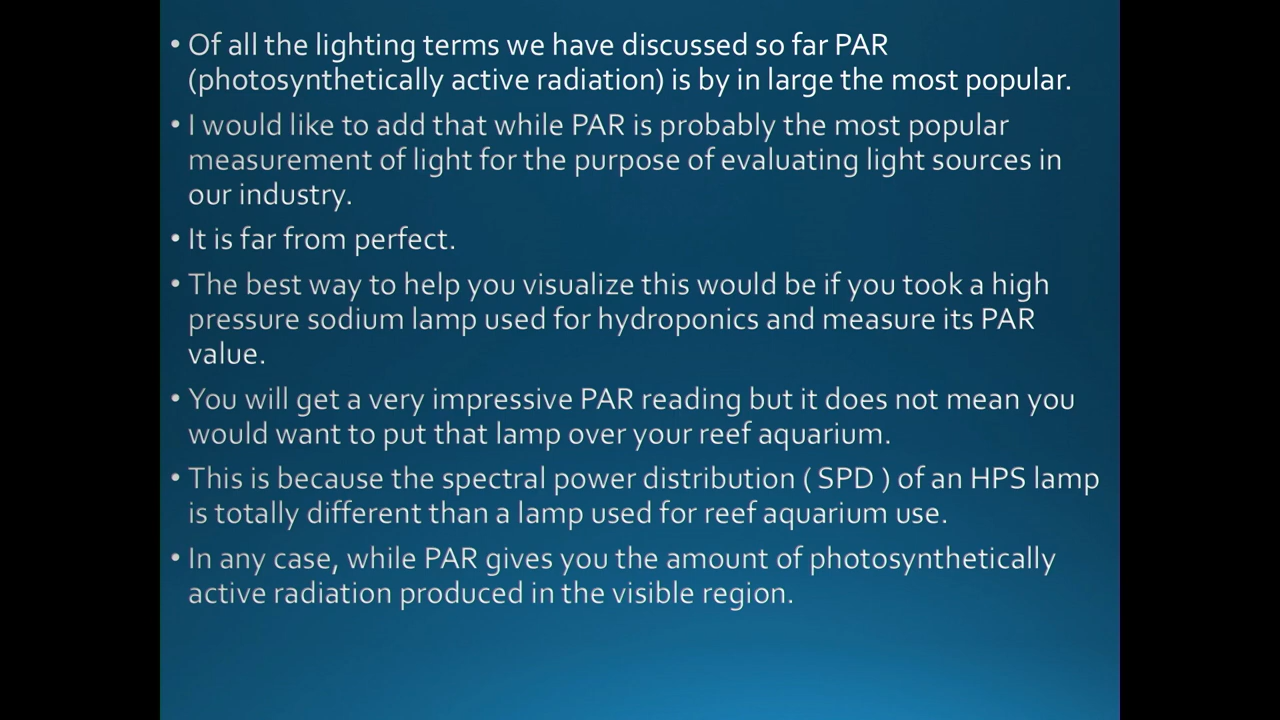 • Of all the lighting terms we have discussed so far PAR
(photosynthetically active radiation) is by in large the most popular.
• I would like to add that while PAR is probably the most popular
measurement of light for the purpose of evaluating light sources in
our industry.
• It is far from perfect.
• The best way to help you visualize this would be if you took a high
pressure sodium lamp used for hydroponics and measure its PAR
value.
• You will get a very impressive PAR reading but it does not mean you
would want to put that lamp over your reef aquarium.
• This is because the spectral power distribution ( SPD ) of an HPS lamp
is totally different than a lamp used for reef aquarium use.
• In any case, while PAR gives you the amount of photosynthetically
active radiation produced in the visible region.